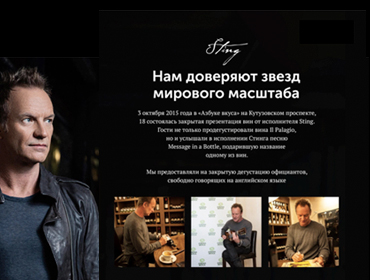 Sting
Нам доверяют звезд
мирового масштаба
3 октября 2015 года в «Азбуке вкуса» на Кутузовском проспекте,
18 состоялась закрытая презентация вин от исполнителя Sting.
Гости не только продегустировали вина Il Palagio,
но и услышали в исполнении Стинга песню
Message in a Bottle, подарившую название
одному из вин.
Мы предоставляли на закрытую дегустацию официантов,
свободно говорящих на английском языке